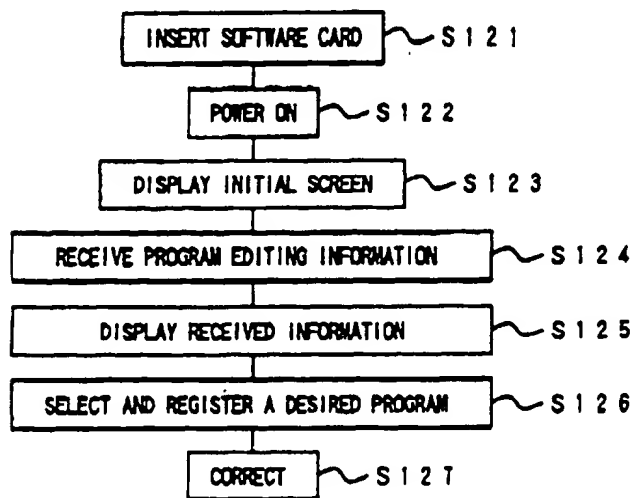 INSERT SOFTWARE CARD S121
POWER ON S122
DISPLAY INITIAL SCREEN S123
RECEIVE PROGRAM EDITING INFORMATION S124
DISPLAY RECEIVED INFORMATION S125
SELECT AND REGISTER A DESIRED PROGRAM S126
CORRECT S127